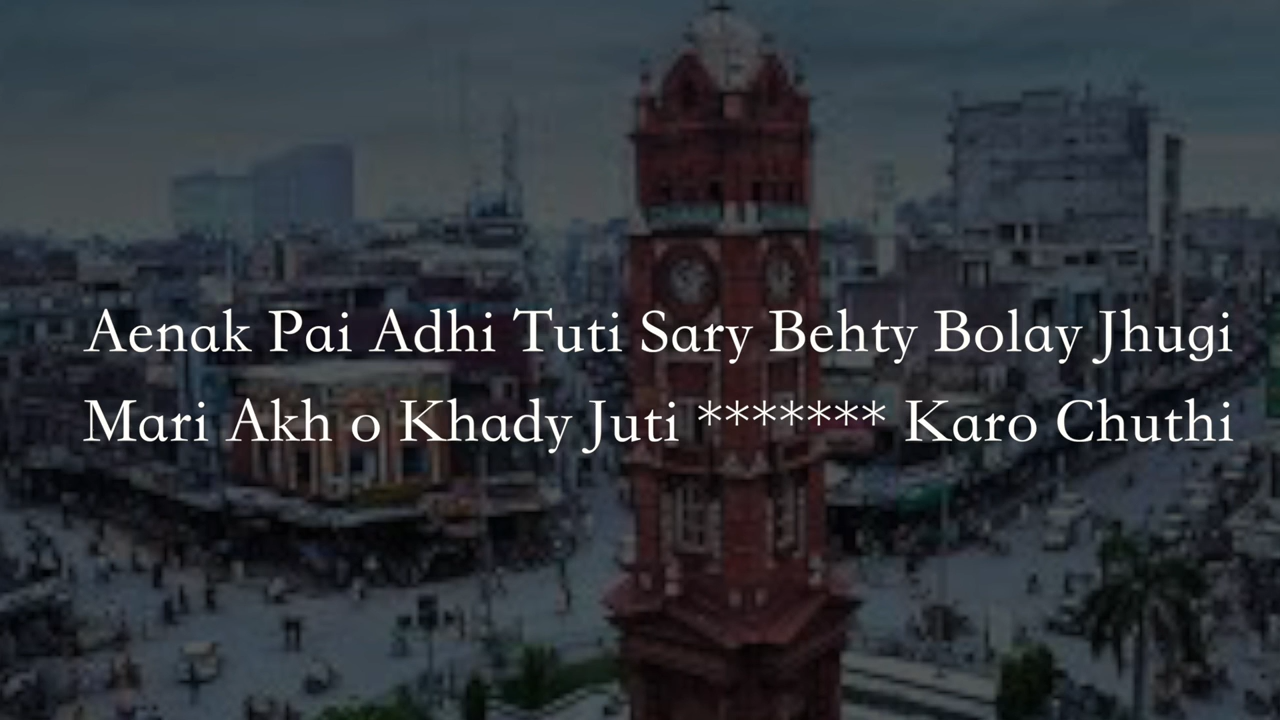 Aenak Pai Adhi Tuti Sary Behty Bolay Jhugi
Mari Akh o Khady Juti ******* Karo Chuthi